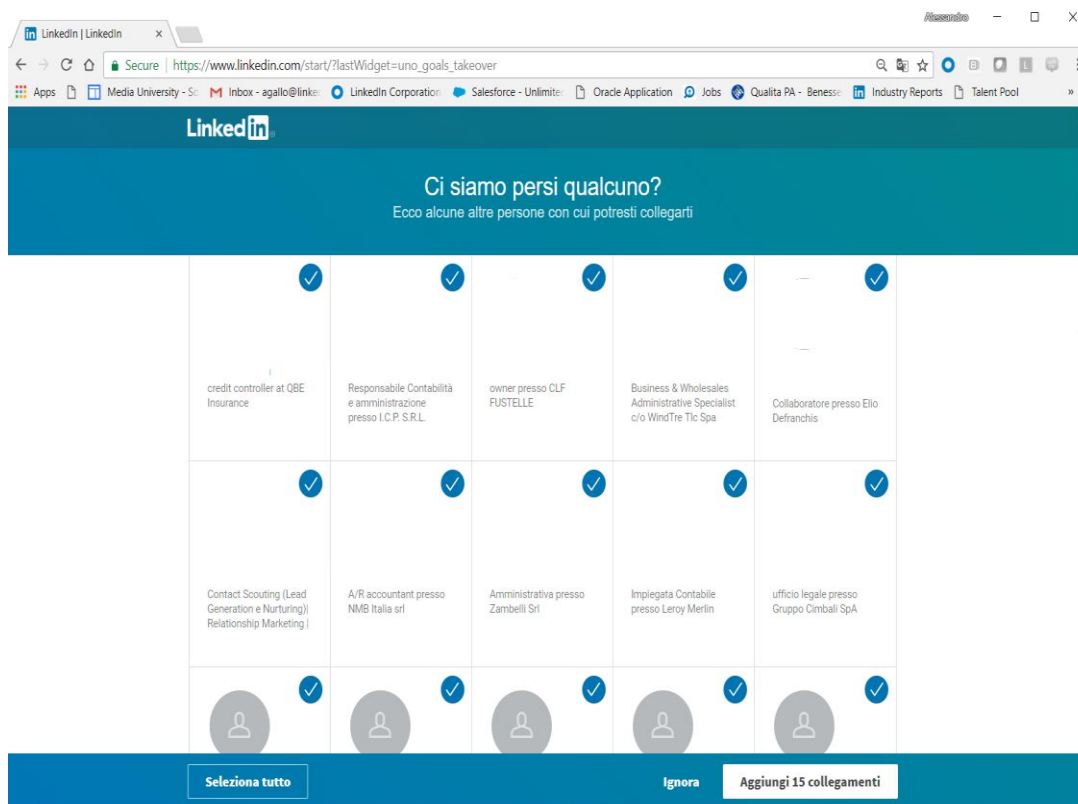 Alessandro
LinkedIn | LinkedIn
Secure | https://www.linkedin.com/start/?lastWidget=uno_goals_takeover
Apps Media University - Sc Inbox - agallo@linke LinkedIn Corporation Salesforce - Unlimite Oracle Application Jobs Qualita PA - Benesse Industry Reports Talent Pool »
Linked in
Ci siamo persi qualcuno?
Ecco alcune altre persone con cui potresti collegarti
credit controller at QBE
Insurance
Responsabile Contabilità
e amministrazione
presso I.C.P. S.R.L.
owner presso CLF
FUSTELLE
Business & Wholesales
Administrative Specialist
c/o WindTre Tlc Spa
Collaboratore presso Elio
Defranchis
Contact Scouting (Lead
Generation e Nurturing)|
Relationship Marketing |
A/R accountant presso
NMB Italia srl
Amministrativa presso
Zambelli Srl
Impiegata Contabile
presso Leroy Merlin
ufficio legale presso
Gruppo Cimbali SpA
Seleziona tutto
Ignora
Aggiungi 15 collegamenti